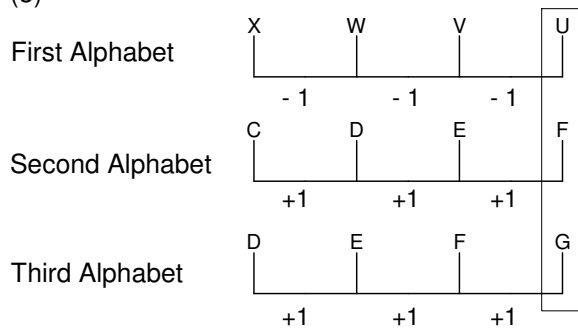 X W V U
First Alphabet
- 1 - 1 - 1
C D E F
Second Alphabet
+1 +1 +1
D E F G
Third Alphabet
+1 +1 +1